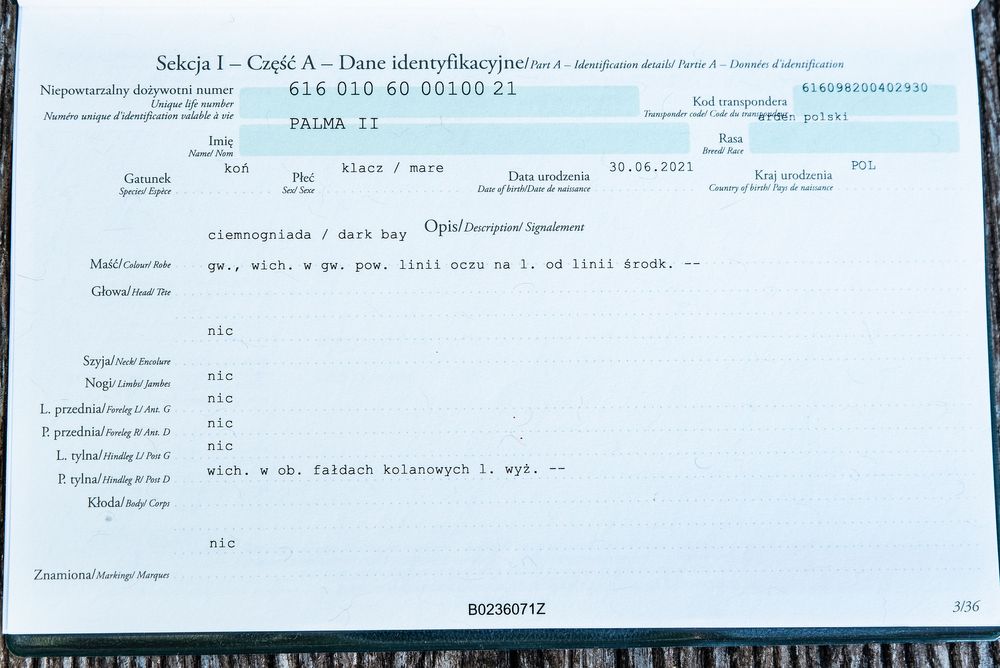 Sekcja I – Część A – Dane identyfikacyjne/Part A – Identification details/ Partie A – Données d'identification
Niepowtarzalny dożywotni numer 616 010 60 00100 21
Unique life number
Numéro unique d'identification valable à vie
Kod transpondera 616098200402930
Transponder code/ Code du transpondeur
Imię PALMA II
Name/ Nom
Rasa arden polski
Breed/ Race
Gatunek koń
Species/ Espèce
Płeć klacz / mare
Sex/ Sexe
Data urodzenia 30.06.2021
Date of birth/Date de naissance
Kraj urodzenia POL
Country of birth/ Pays de naissance
Opis/Description/ Signalement
ciemnogniada / dark bay
Maść/Colour/ Robe
gw., wich. w gw. pow. linii oczu na l. od linii środk. --
Głowa/Head/ Tête
nic
Szyja/Neck/ Encolure
nic
Nogi/ Limbs/ Jambes
nic
L. przednia/Foreleg L/ Ant. G
nic
P. przednia/Foreleg R/ Ant. D
nic
L. tylna/Hindleg L/ Post G
wich. w ob. fałdach kolanowych l. wyż. --
P. tylna/Hindleg R/ Post D
Kłoda/Body/ Corps
nic
Znamiona/Markings/ Marques
B0236071Z
3/36